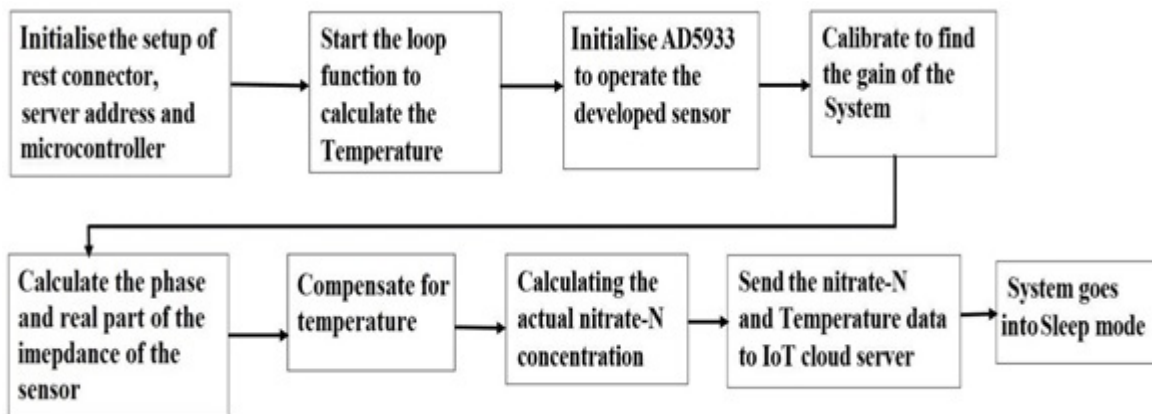 Initialise the setup of
rest connector,
server address and
microcontroller
Start the loop
function to
calculate the
Temperature
Initialise AD5933
to operate the
developed sensor
Calibrate to find
the gain of the
System
Calculate the phase
and real part of the
imepdance of the
sensor
Compensate for
temperature
Calculating the
actual nitrate-N
concentration
Send the nitrate-N
and Temperature data
to IoT cloud server
System goes
into Sleep mode